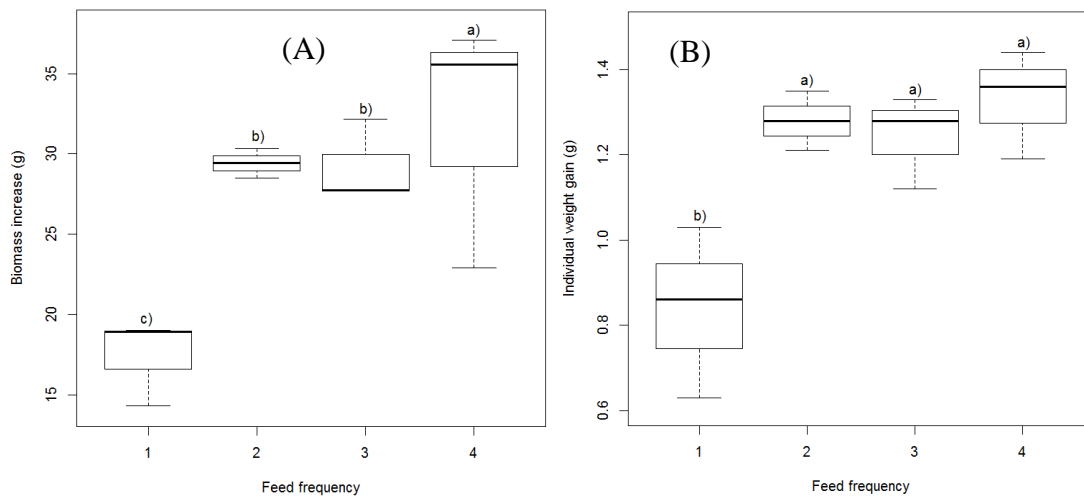 (A)
Biomass increase (g)
35
30
25
20
15
c)
b)
b)
a)
1 2 3 4
Feed frequency
(B)
Individual weight gain (g)
1.4
1.2
1.0
0.8
0.6
b)
a)
a)
a)
1 2 3 4
Feed frequency